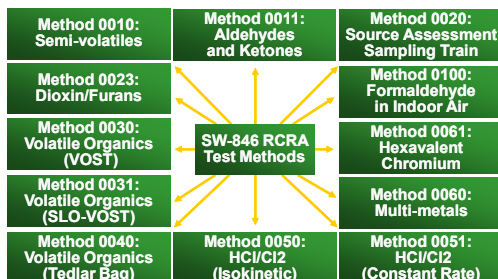 Method 0010:
Semi-volatiles
Method 0011:
Aldehydes
and Ketones
Method 0020:
Source Assessment
Sampling Train
Method 0023:
Dioxin/Furans
Method 0100:
Formaldehyde
in Indoor Air
Method 0030:
Volatile Organics
(VOST)
SW-846 RCRA
Test Methods
Method 0061:
Hexavalent
Chromium
Method 0031:
Volatile Organics
(SLO-VOST)
Method 0060:
Multi-metals
Method 0040:
Volatile Organics
(Tedlar Bag)
Method 0050:
HCl/Cl2
(Isokinetic)
Method 0051:
HCl/Cl2
(Constant Rate)